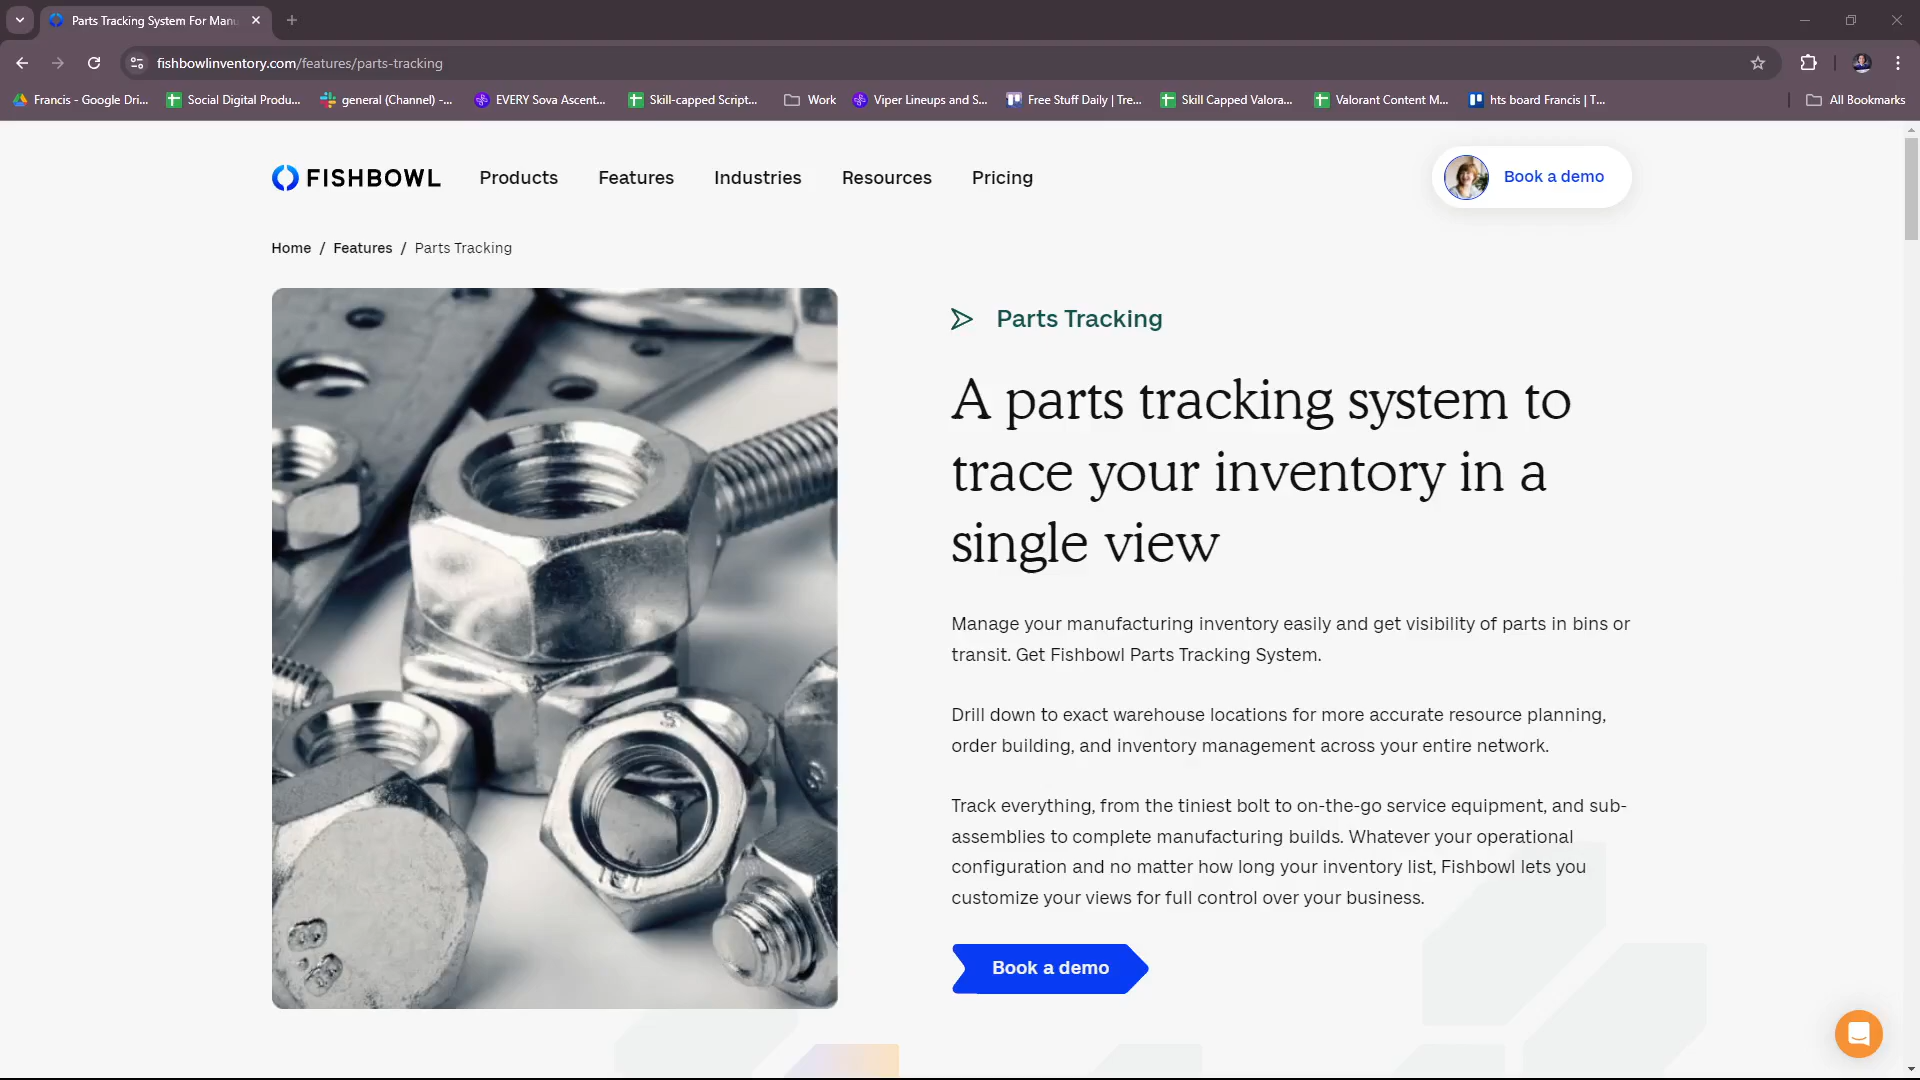 Parts Tracking System For Manu
fishbowlinventory.com/features/parts-tracking
Francis - Google Dri...
Social Digital Produ...
general (Channel) -...
EVERY Sova Ascent...
Skill-capped Script...
Work
Viper Lineups and S...
Free Stuff Daily | Tre...
Skill Capped Valora...
Valorant Content M...
hts board Francis | T...
All Bookmarks
FISHBOWL
Products
Features
Industries
Resources
Pricing
Book a demo
Home / Features / Parts Tracking
Parts Tracking
A parts tracking system to
trace your inventory in a
single view
Manage your manufacturing inventory easily and get visibility of parts in bins or
transit. Get Fishbowl Parts Tracking System.
Drill down to exact warehouse locations for more accurate resource planning,
order building, and inventory management across your entire network.
Track everything, from the tiniest bolt to on-the-go service equipment, and sub-
assemblies to complete manufacturing builds. Whatever your operational
configuration and no matter how long your inventory list, Fishbowl lets you
customize your views for full control over your business.
Book a demo